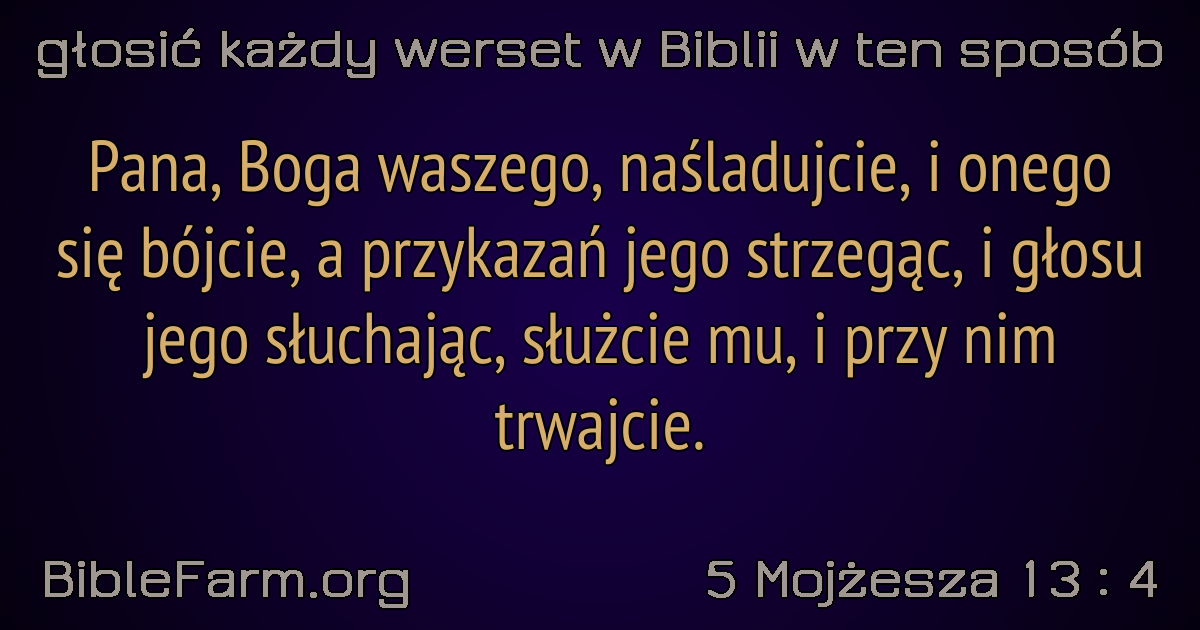 głosić każdy werset w Biblii w ten sposób
Pana, Boga waszego, naśladujcie, i onego
się bójcie, a przykazań jego strzegąc, i głosu
jego słuchając, służcie mu, i przy nim
trwajcie.
BibleFarm.org
5 Mojżesza 13 : 4